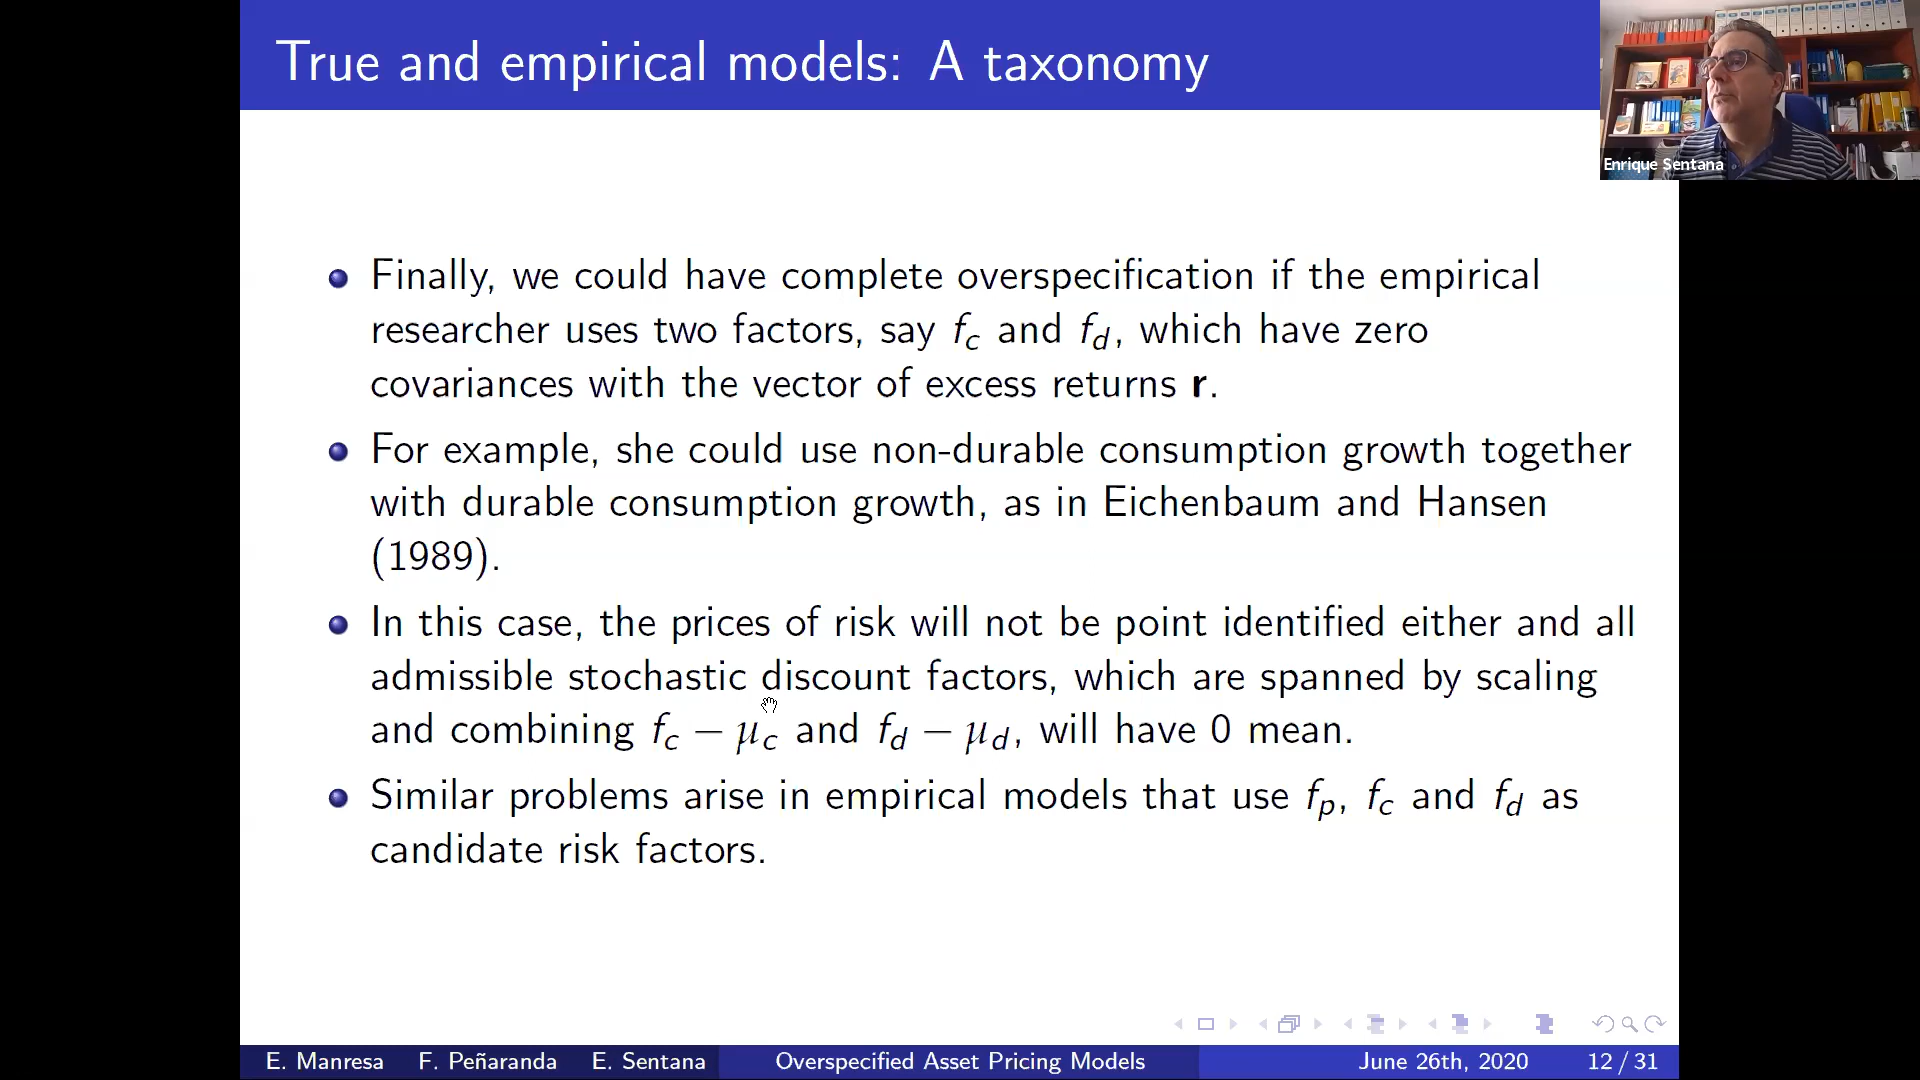 True and empirical models: A taxonomy
Enrique Sentana
Finally, we could have complete overspecification if the empirical
researcher uses two factors, say f_c and f_d, which have zero
covariances with the vector of excess returns r.
For example, she could use non-durable consumption growth together
with durable consumption growth, as in Eichenbaum and Hansen
(1989).
In this case, the prices of risk will not be point identified either and all
admissible stochastic discount factors, which are spanned by scaling
and combining f_c − μ_c and f_d − μ_d, will have 0 mean.
Similar problems arise in empirical models that use f_p, f_c and f_d as
candidate risk factors.
E. Manresa F. Peñaranda E. Sentana Overspecified Asset Pricing Models June 26th, 2020 12 / 31